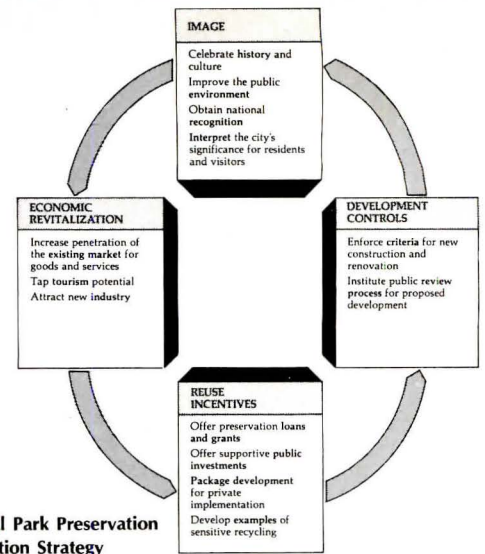 IMAGE
Celebrate history and
culture
Improve the public
environment
Obtain national
recognition
Interpret the city's
significance for residents
and visitors
ECONOMIC
REVITALIZATION
Increase penetration of
the existing market for
goods and services
Tap tourism potential
Attract new industry
DEVELOPMENT
CONTROLS
Enforce criteria for new
construction and
renovation
Institute public review
process for proposed
development
REUSE
INCENTIVES
Offer preservation loans
and grants
Offer supportive public
investments
Package development
for private
implementation
Develop examples of
sensitive recycling
l Park Preservation
tion Strategy